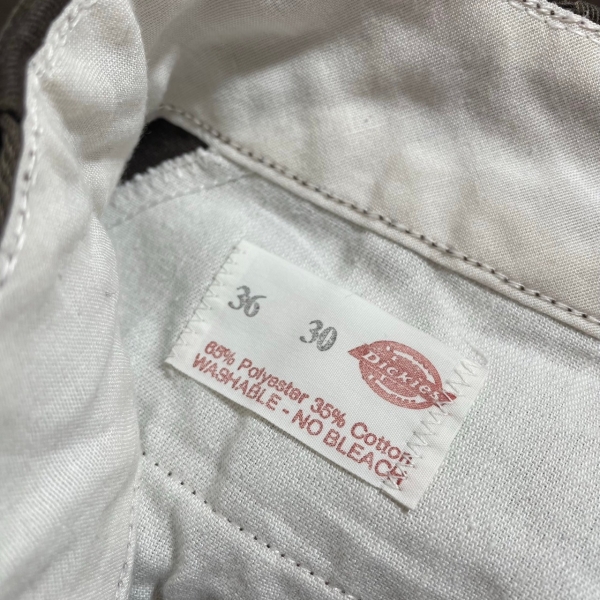 36 30
Dickies
65% Polyester 35% Cotton
WASHABLE - NO BLEACH